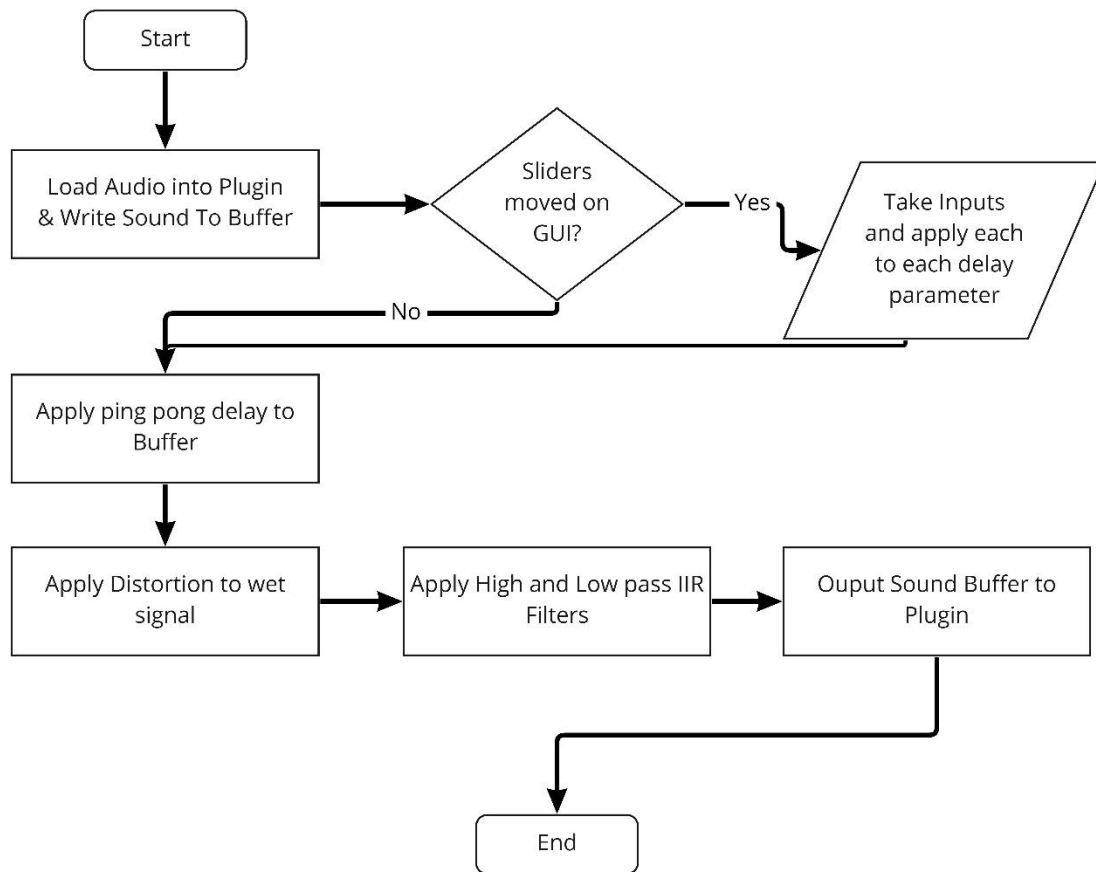 Start
Load Audio into Plugin
& Write Sound To Buffer
Sliders
moved on
GUI?
Yes
Take Inputs
and apply each
to each delay
parameter
No
Apply ping pong delay to
Buffer
Apply Distortion to wet
signal
Apply High and Low pass IIR
Filters
Ouput Sound Buffer to
Plugin
End